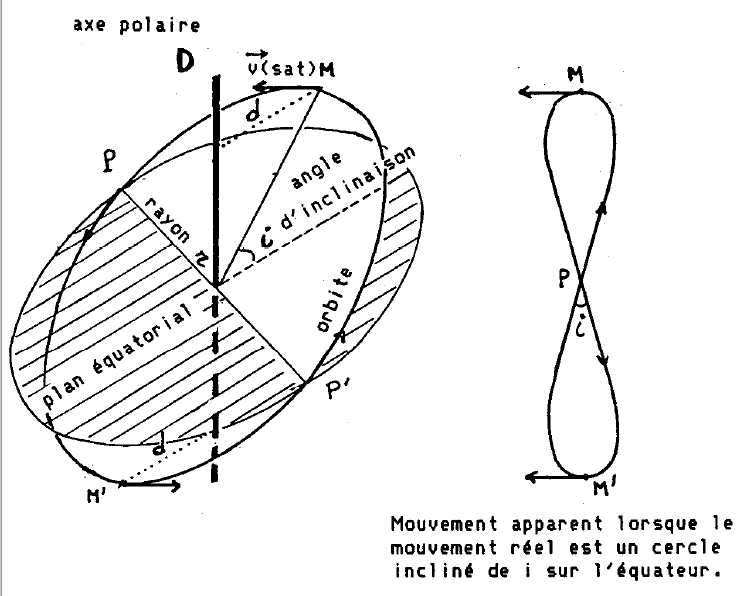 axe polaire
D
v(sat) M
d
P
angle
i d'inclinaison
rayon r
orbite
plan équatorial
P'
d
M'
M
P
i
M'
Mouvement apparent lorsque le
mouvement réel est un cercle
incliné de i sur l'équateur.